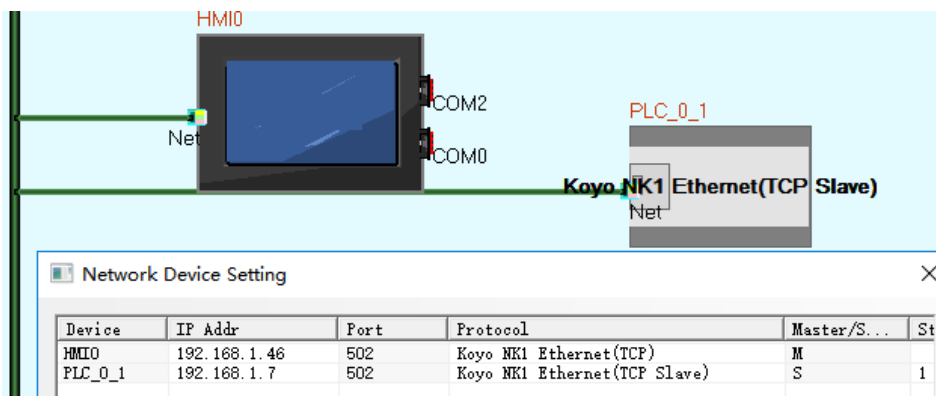 HMI0
COM2
Net
COM0
PLC_0_1
Koyo NK1 Ethernet(TCP Slave)
Net
Network Device Setting
Device IP Addr Port Protocol Master/S... St
HMI0 192.168.1.46 502 Koyo NK1 Ethernet(TCP) M
PLC_0_1 192.168.1.7 502 Koyo NK1 Ethernet(TCP Slave) S 1